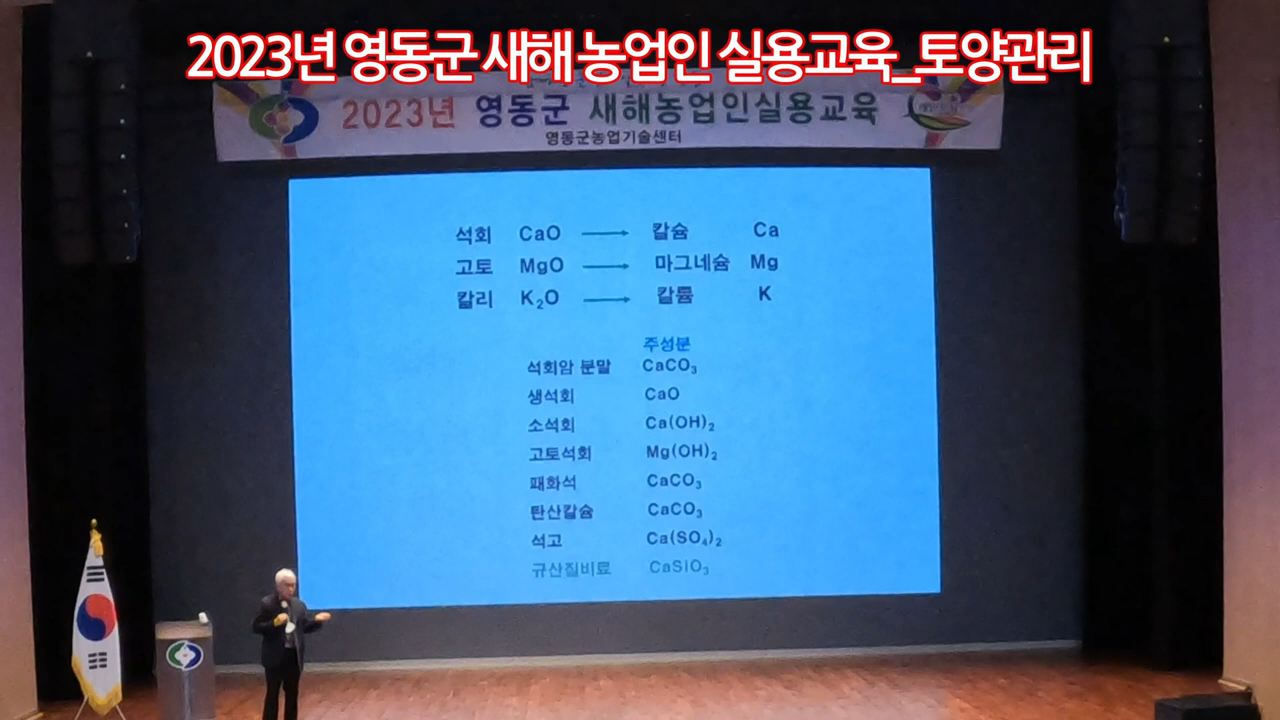 2023년 영동군 새해 농업인 실용교육_토양관리
2023년 영동군 새해농업인실용교육
영동군농업기술센터
석회 CaO → 칼슘 Ca
고토 MgO → 마그네슘 Mg
칼리 K₂O → 칼륨 K
주성분
석회암 분말 CaCO₃
생석회 CaO
소석회 Ca(OH)₂
고토석회 Mg(OH)₂
패화석 CaCO₃
탄산칼슘 CaCO₃
석고 Ca(SO₄)₂
규산질비료 CaSiO₃